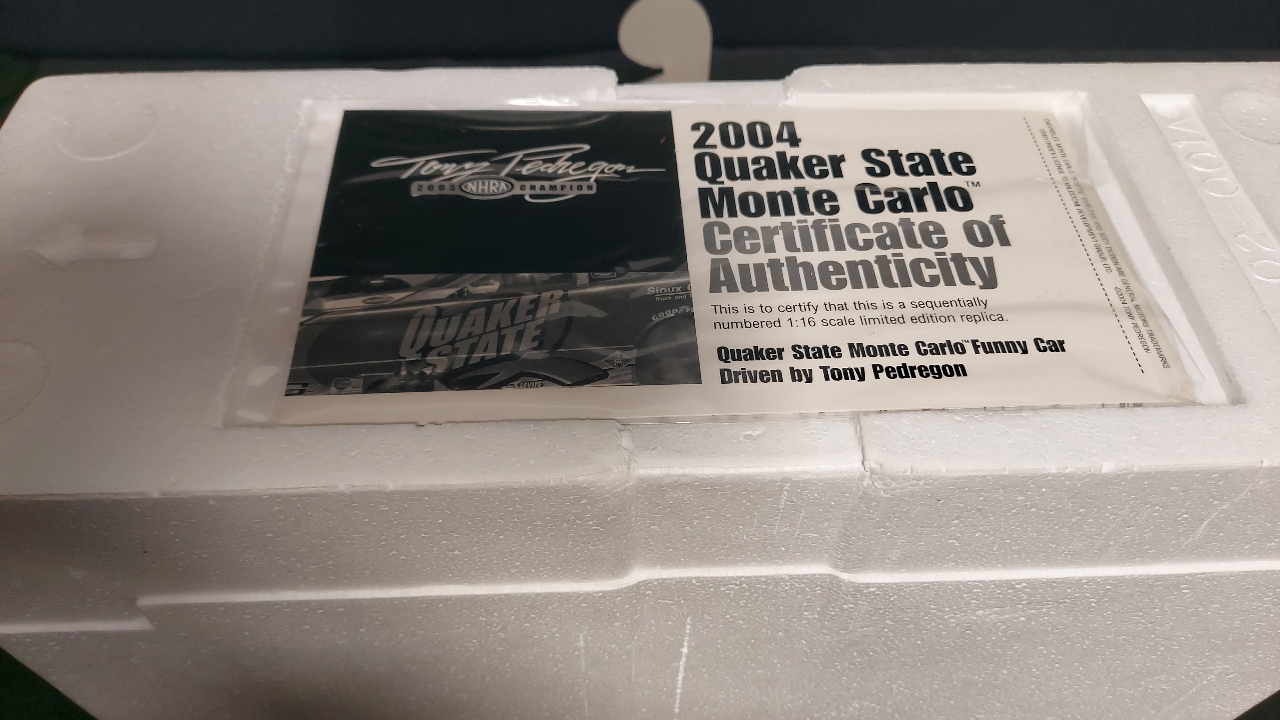 Tony Pedregon
2003 NHRA CHAMPION
QUAKER
STATE
Sioux
GOODYEAR
2004
Quaker State
Monte Carlo™
Certificate of
Authenticity
This is to certify that this is a sequentially
numbered 1:16 scale limited edition replica.
Quaker State Monte Carlo™ Funny Car
Driven by Tony Pedregon